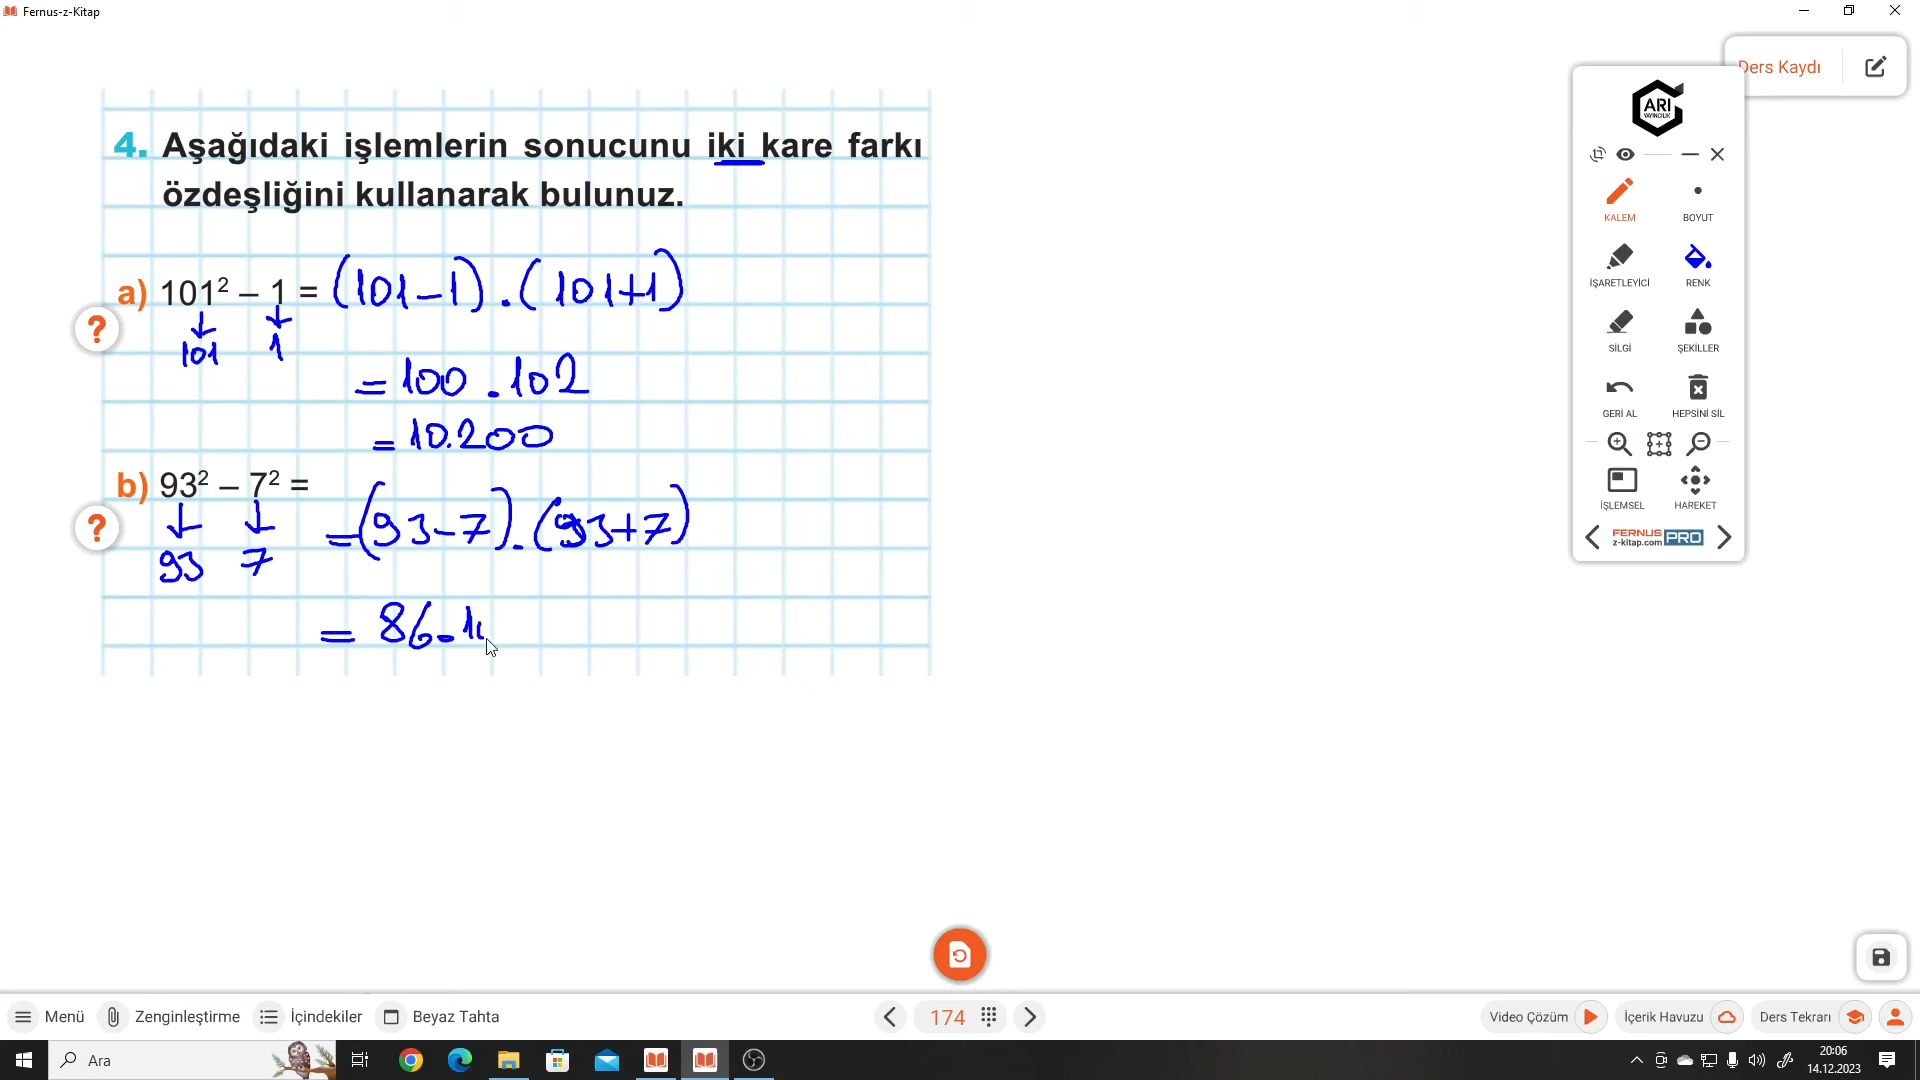 Fernus-z-Kitap
Ders Kaydı
ARI
YAYINCILIK
4. Aşağıdaki işlemlerin sonucunu iki kare farkı
özdeşliğini kullanarak bulunuz.
a) 101² – 1 = (101-1).(101+1)
101 1
= 100.102
= 10.200
b) 93² – 7² =
=(93-7).(93+7)
93 7
= 86.1
KALEM BOYUT
İŞARETLEYİCİ RENK
SİLGİ ŞEKİLLER
GERİ AL HEPSİNİ SİL
İŞLEMSEL HAREKET
FERNUS
z-kitap.com PRO
Menü Zenginleştirme İçindekiler Beyaz Tahta 174 Video Çözüm İçerik Havuzu Ders Tekrarı
Ara
20:06
14.12.2023